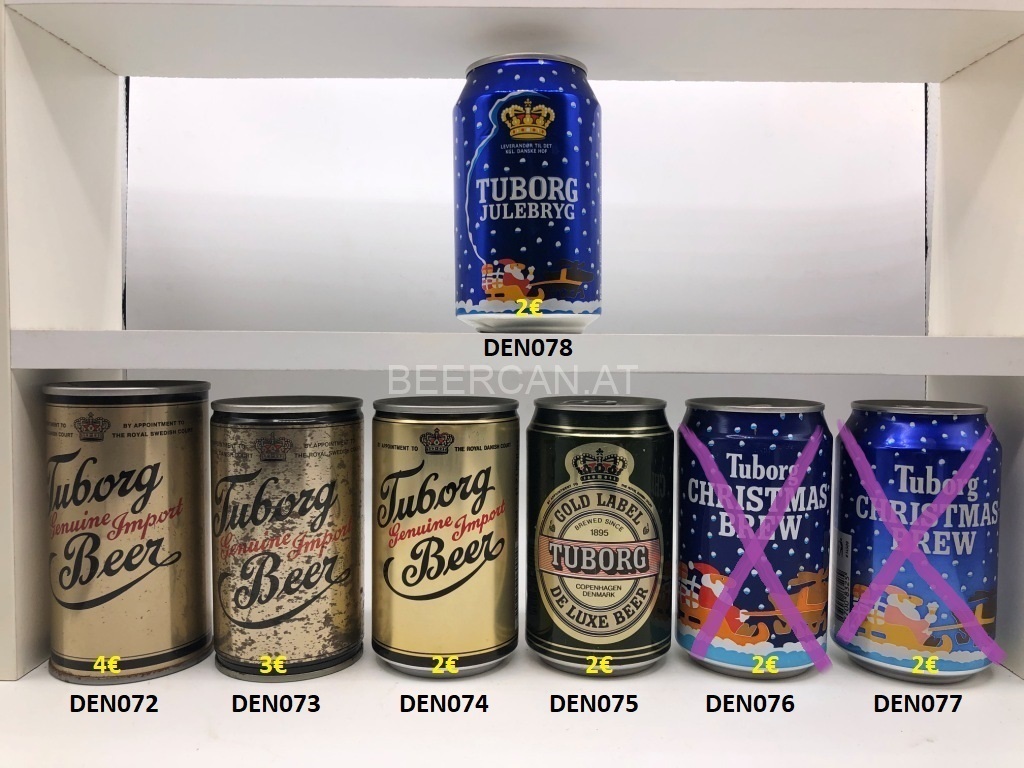 LEVERANDØR TIL DET
KGL. DANSKE HOF
TUBORG
JULEBRYG
2€
DEN078
BEERCAN.AT
BY APPOINTMENT TO
THE ROYAL SWEDISH COURT
Tuborg
Genuine Import
Beer
4€
DEN072
Tuborg
Genuine Import
Beer
3€
DEN073
BY APPOINTMENT TO THE ROYAL DANISH COURT
Tuborg
Genuine Import
Beer
2€
DEN074
GOLD LABEL
BREWED SINCE
1895
TUBORG
COPENHAGEN
DENMARK
DE LUXE BEER
2€
DEN075
Tuborg
CHRISTMAS
BREW
2€
DEN076
Tuborg
CHRISTMAS
BREW
2€
DEN077